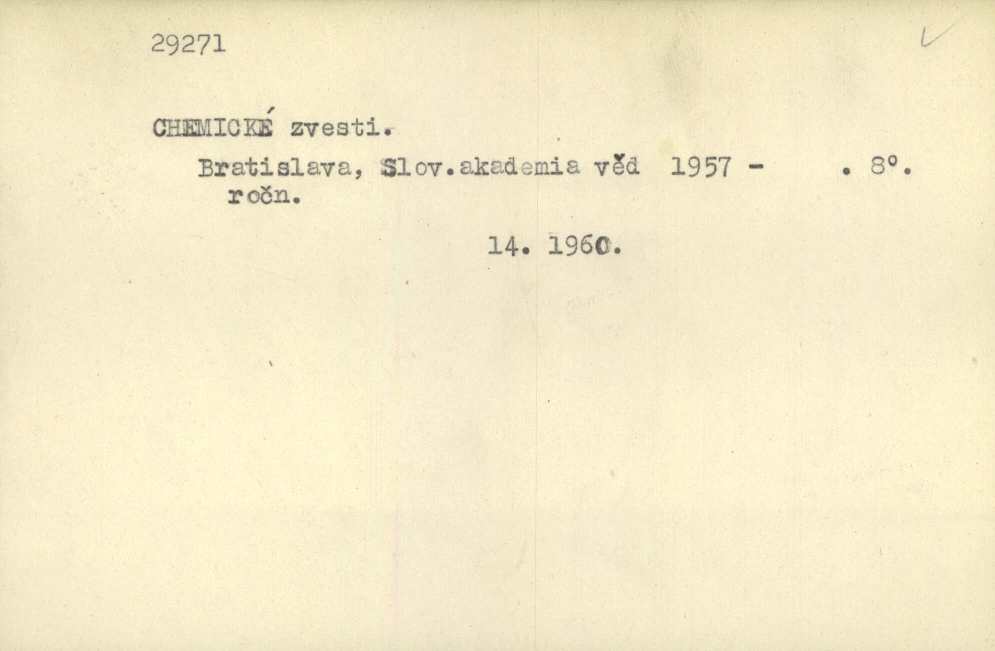 29271
CHEMICKÉ zvesti.
Bratislava, Slov.akademia věd 1957 - . 8°.
ročn.
14. 1960.